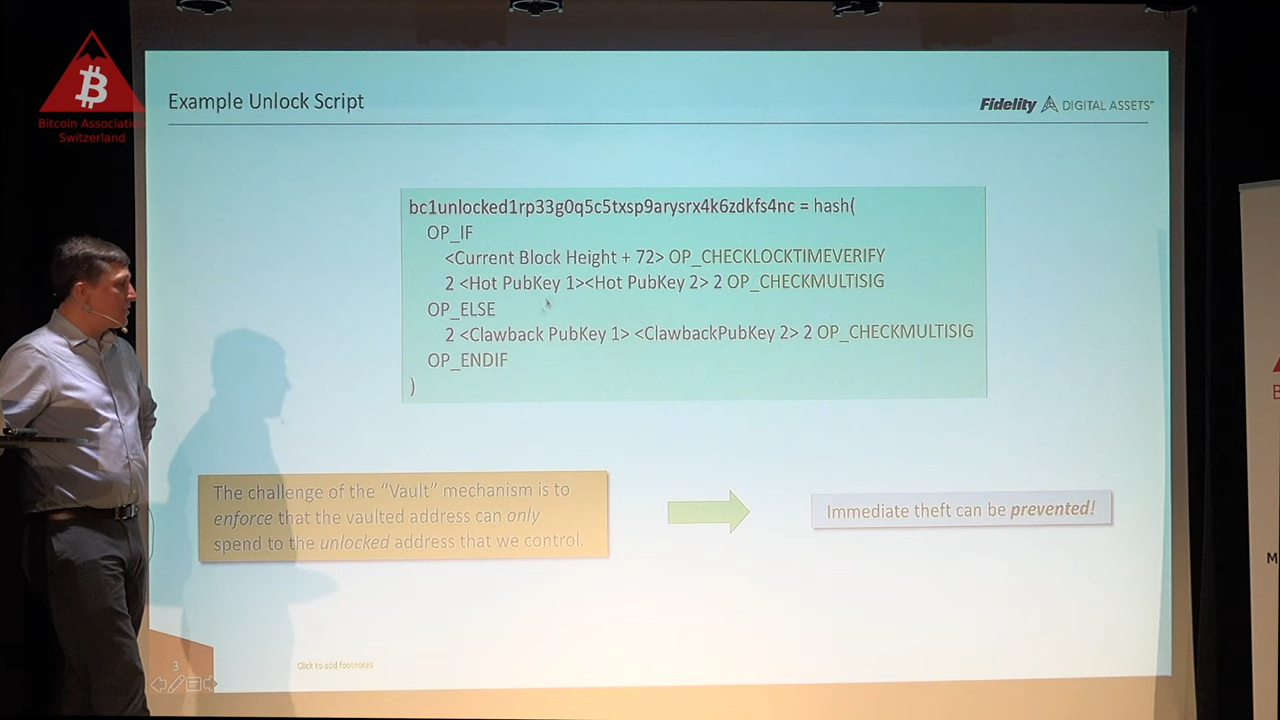 Bitcoin Association
Switzerland
Example Unlock Script
Fidelity DIGITAL ASSETS℠
bc1unlocked1rp33g0q5c5txsp9arysrx4k6zdkfs4nc = hash(
OP_IF
<Current Block Height + 72> OP_CHECKLOCKTIMEVERIFY
2 <Hot PubKey 1><Hot PubKey 2> 2 OP_CHECKMULTISIG
OP_ELSE
2 <Clawback PubKey 1> <ClawbackPubKey 2> 2 OP_CHECKMULTISIG
OP_ENDIF
)
The challenge of the “Vault” mechanism is to
enforce that the vaulted address can only
spend to the unlocked address that we control.
Immediate theft can be prevented!
3
Click to add footnotes
M